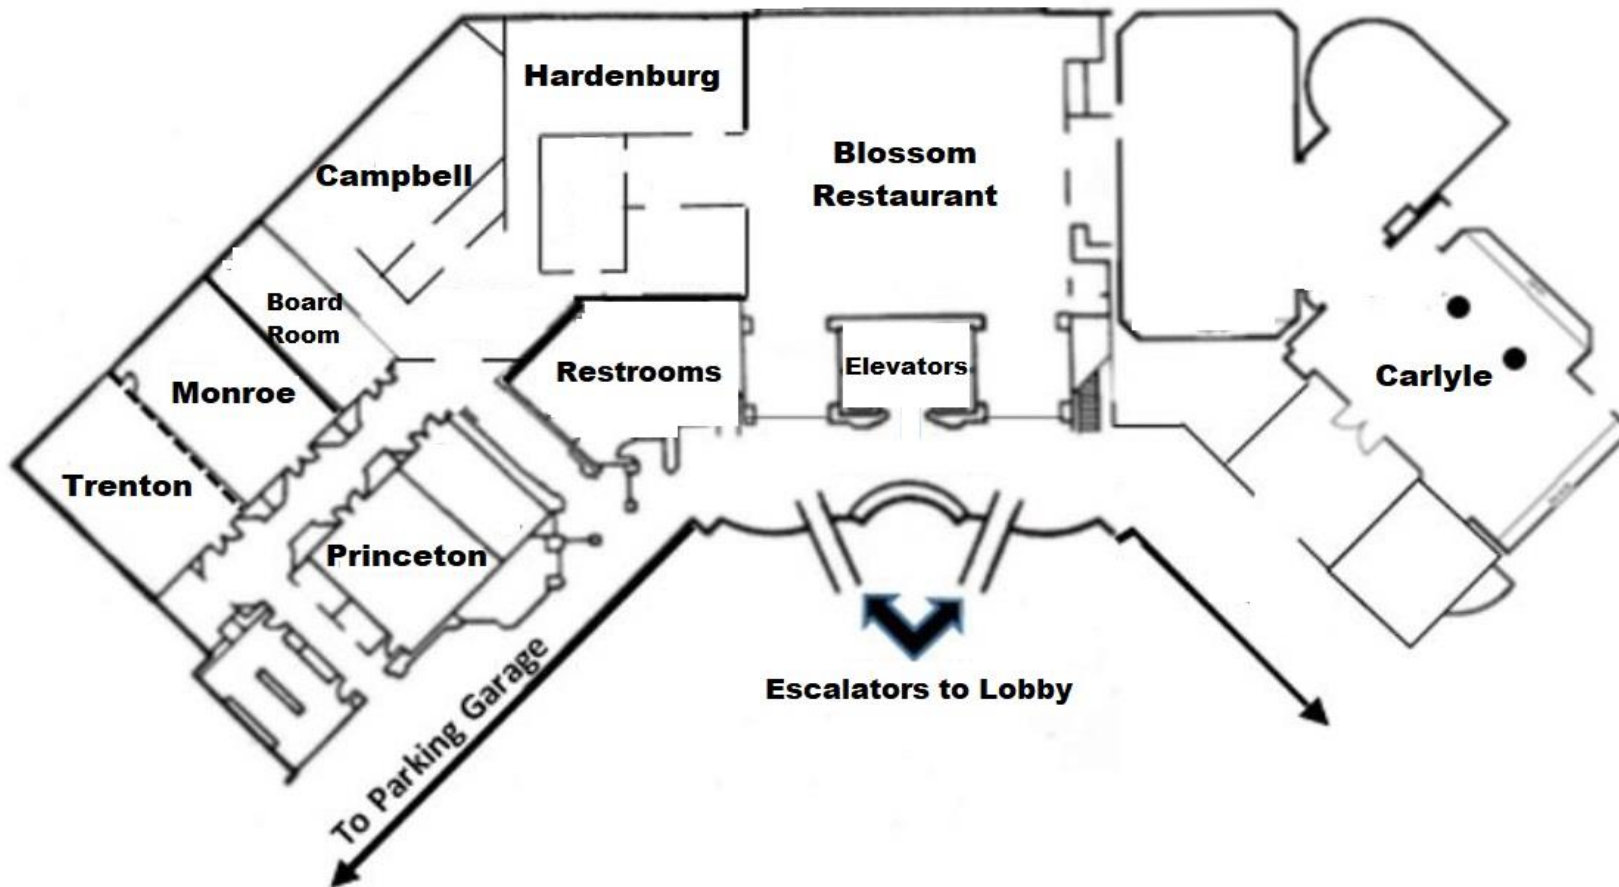 Hardenburg
Blossom
Restaurant
Campbell
Board
Room
Monroe
Restrooms
Elevators
Carlyle
Trenton
Princeton
To Parking Garage
Escalators to Lobby